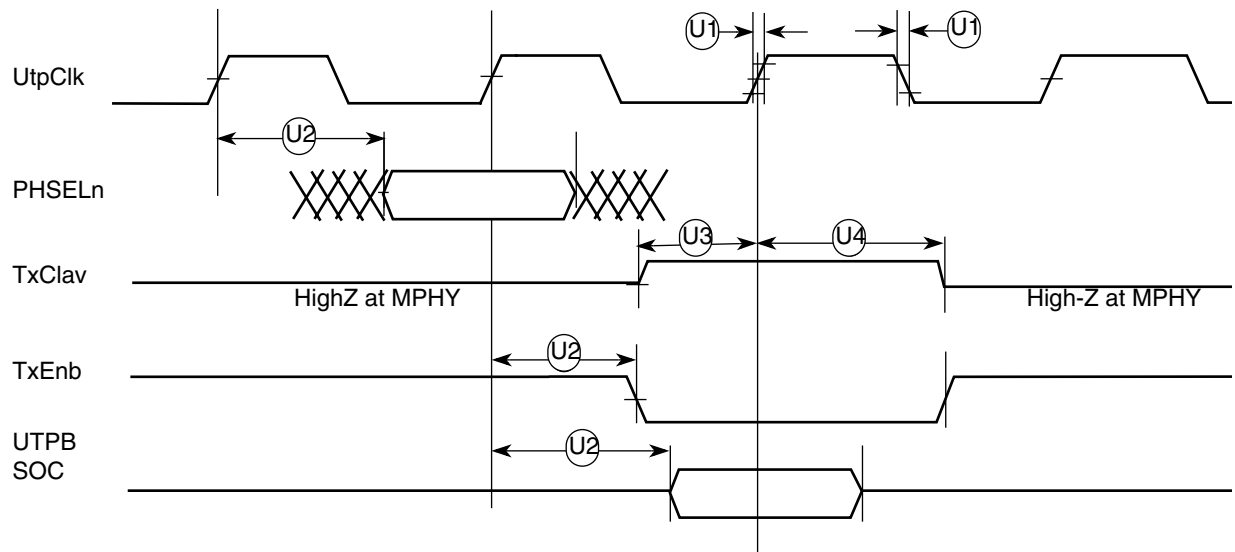 U1
U1
UtpClk
U2
PHSELn
U3
U4
TxClav
HighZ at MPHY
High-Z at MPHY
U2
TxEnb
UTPB
SOC
U2